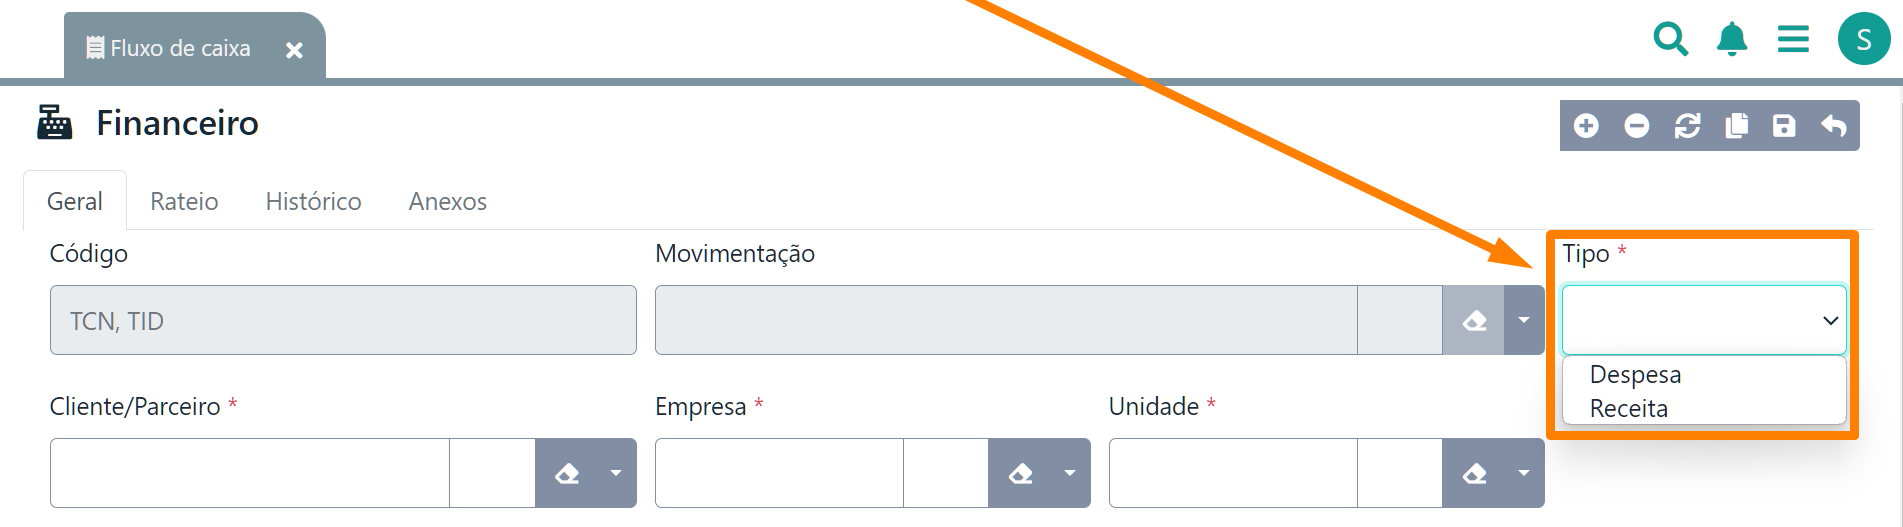 Fluxo de caixa
S
Financeiro
Geral Rateio Histórico Anexos
Código Movimentação Tipo *
TCN, TID
Despesa
Receita
Cliente/Parceiro * Empresa * Unidade *